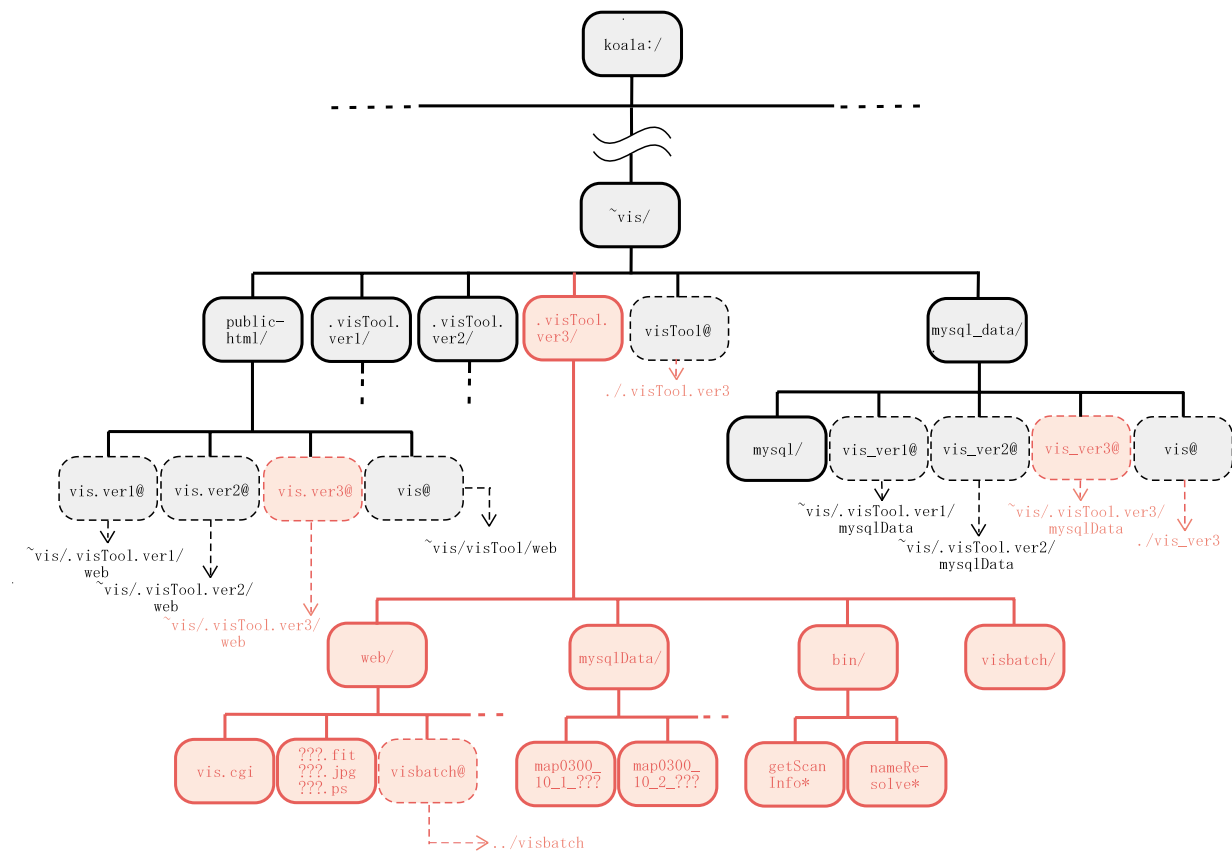 koala:/
~vis/
public-
html/
.visTool.
ver1/
.visTool.
ver2/
.visTool.
ver3/
visTool@
mysql_data/
./.visTool.ver3
vis.ver1@
vis.ver2@
vis.ver3@
vis@
mysql/
vis_ver1@
vis_ver2@
vis_ver3@
vis@
~vis/.visTool.ver1/
web
~vis/.visTool.ver2/
web
~vis/.visTool.ver3/
web
~vis/visTool/web
~vis/.visTool.ver1/
mysqlData
~vis/.visTool.ver2/
mysqlData
~vis/.visTool.ver3/
mysqlData
./vis_ver3
web/
mysqlData/
bin/
visbatch/
vis.cgi
???.fit
???.jpg
???.ps
visbatch@
map0300_
10_1_???
map0300_
10_2_???
getScan
Info*
nameRe-
solve*
../visbatch